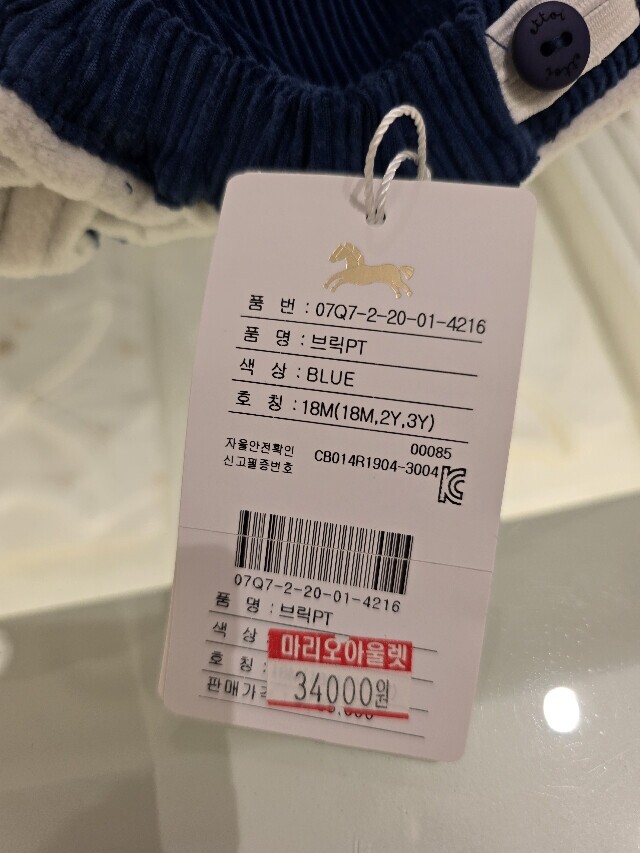 etto
품 번 : 07Q7-2-20-01-4216
품 명 : 브릭PT
색 상 : BLUE
호 칭 : 18M(18M,2Y,3Y)
자율안전확인
신고필증번호
00085
CB014R1904-3004
07Q7-2-20-01-4216
품 명 : 브릭PT
색 상
마리오아울렛
호 칭 :
34000원
판매가